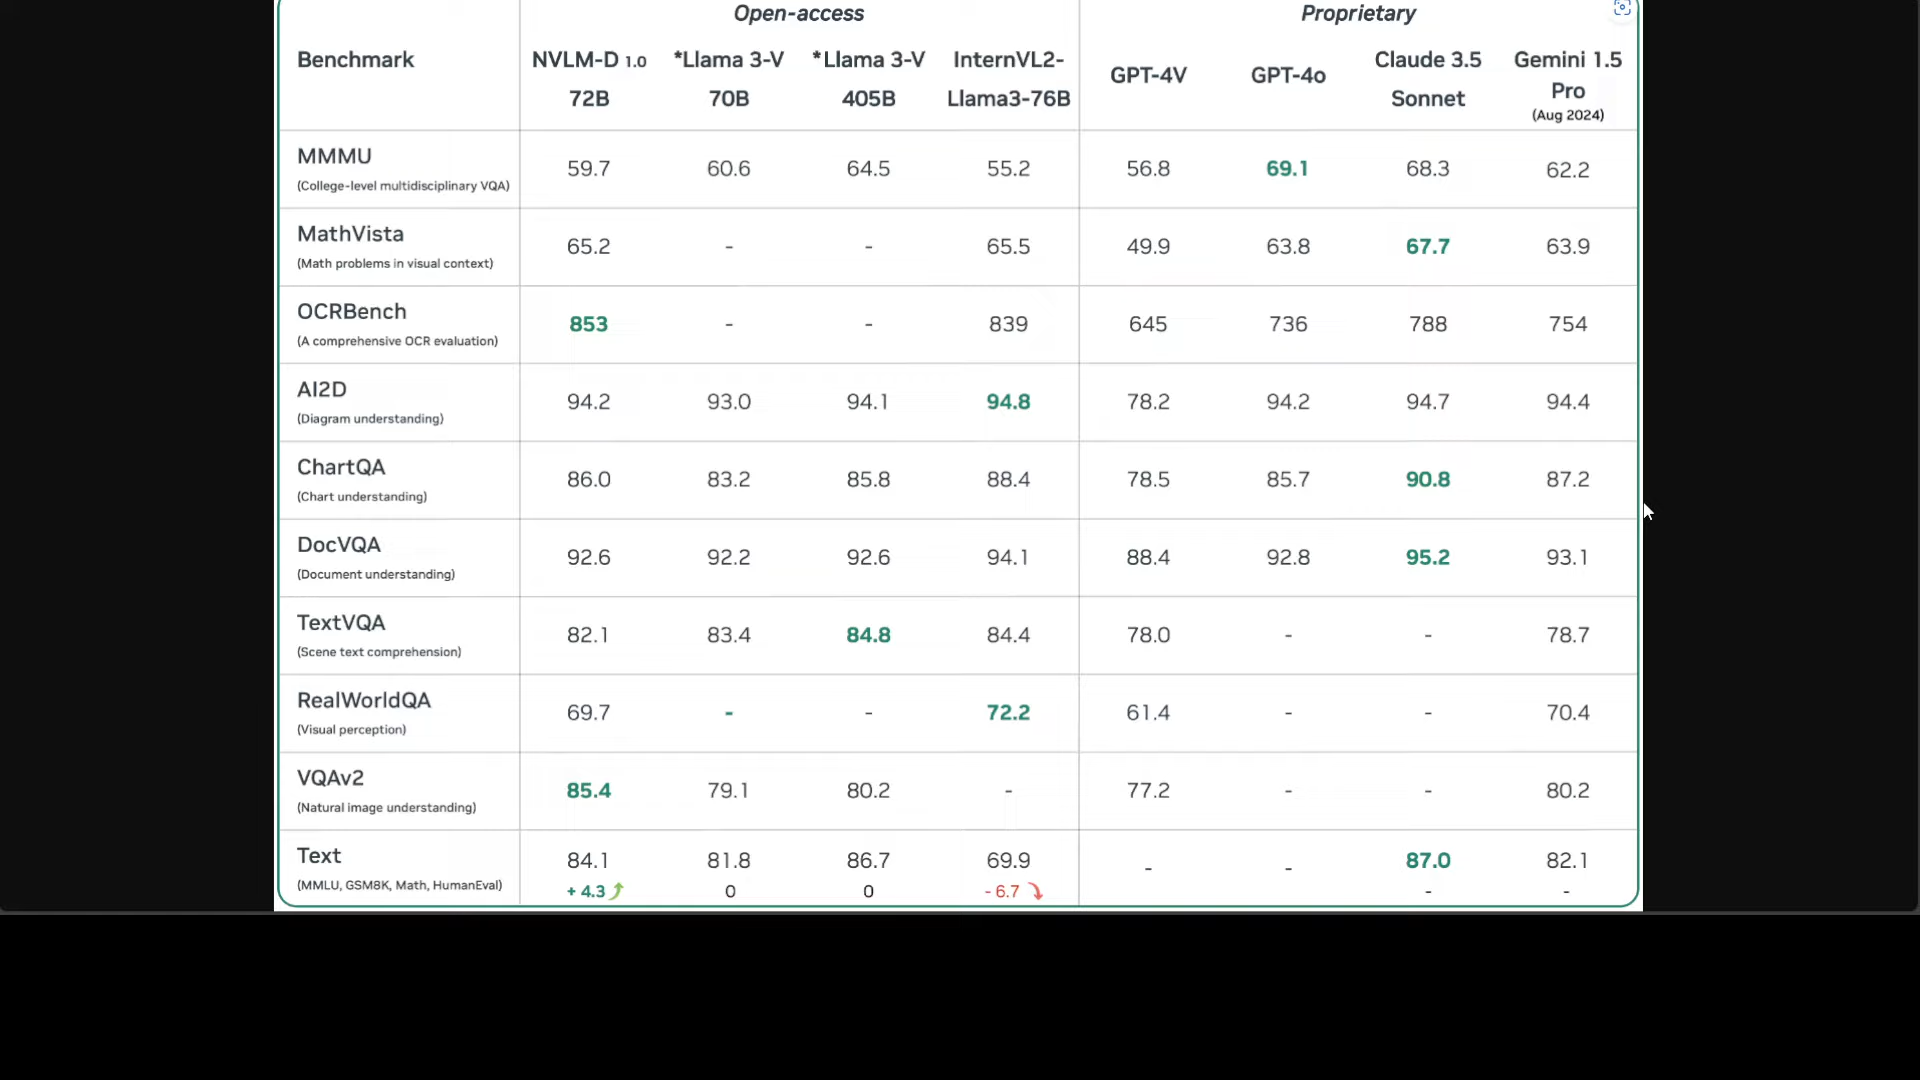 Open-access Proprietary
Benchmark NVLM-D 1.0 72B *Llama 3-V 70B *Llama 3-V 405B InternVL2-Llama3-76B GPT-4V GPT-4o Claude 3.5 Sonnet Gemini 1.5 Pro (Aug 2024)
MMMU 59.7 60.6 64.5 55.2 56.8 69.1 68.3 62.2
(College-level multidisciplinary VQA)
MathVista 65.2 - - 65.5 49.9 63.8 67.7 63.9
(Math problems in visual context)
OCRBench 853 - - 839 645 736 788 754
(A comprehensive OCR evaluation)
AI2D 94.2 93.0 94.1 94.8 78.2 94.2 94.7 94.4
(Diagram understanding)
ChartQA 86.0 83.2 85.8 88.4 78.5 85.7 90.8 87.2
(Chart understanding)
DocVQA 92.6 92.2 92.6 94.1 88.4 92.8 95.2 93.1
(Document understanding)
TextVQA 82.1 83.4 84.8 84.4 78.0 - - 78.7
(Scene text comprehension)
RealWorldQA 69.7 - - 72.2 61.4 - - 70.4
(Visual perception)
VQAv2 85.4 79.1 80.2 - 77.2 - - 80.2
(Natural image understanding)
Text 84.1 81.8 86.7 69.9 - - 87.0 82.1
(MMLU, GSM8K, Math, HumanEval) + 4.3 0 0 - 6.7 - -